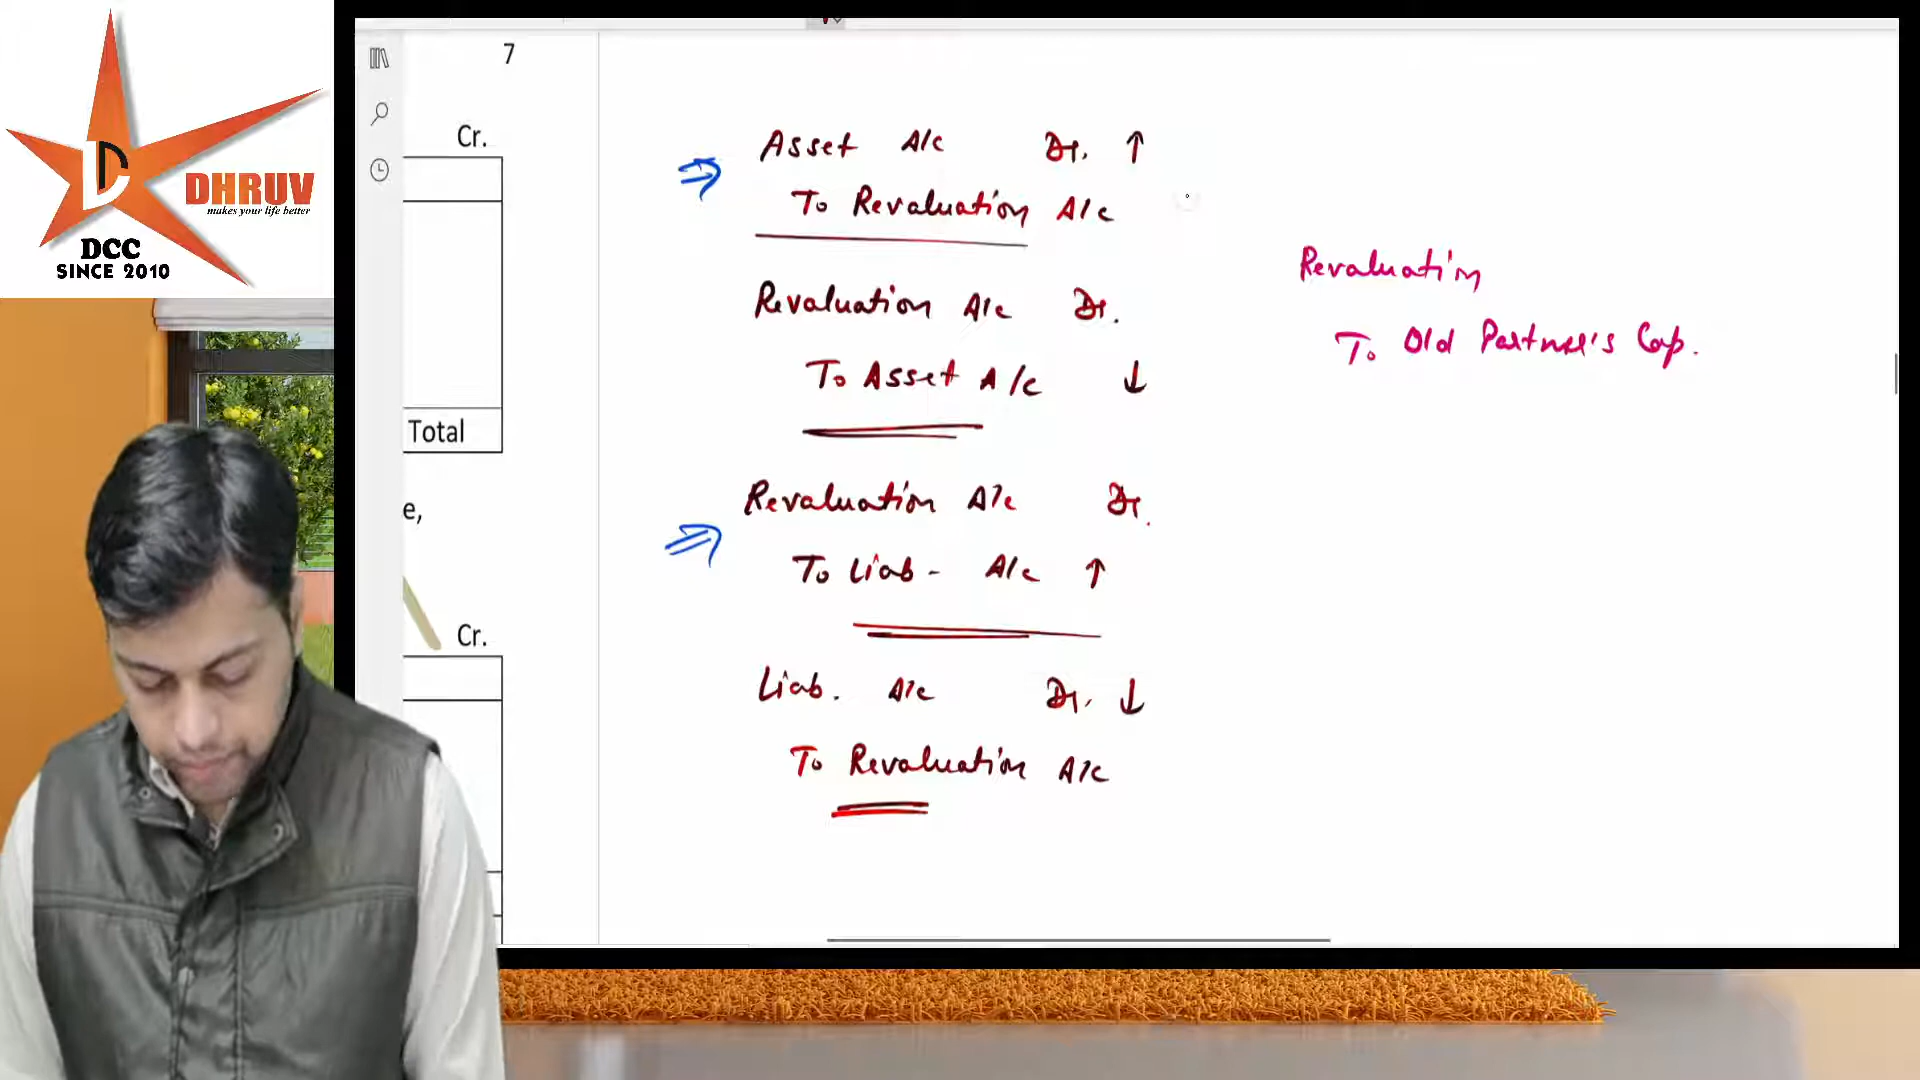 DHRUV
makes your life better
DCC
SINCE 2010
7
Cr.
Total
e,
Cr.
Asset A/c Dr. ↑
To Revaluation A/c
Revaluation A/c Dr.
To Asset A/c ↓
Revaluation A/c Dr.
To Liab - A/c ↑
Liab. A/c Dr. ↓
To Revaluation A/c
Revaluation
To Old Partner's Cap.